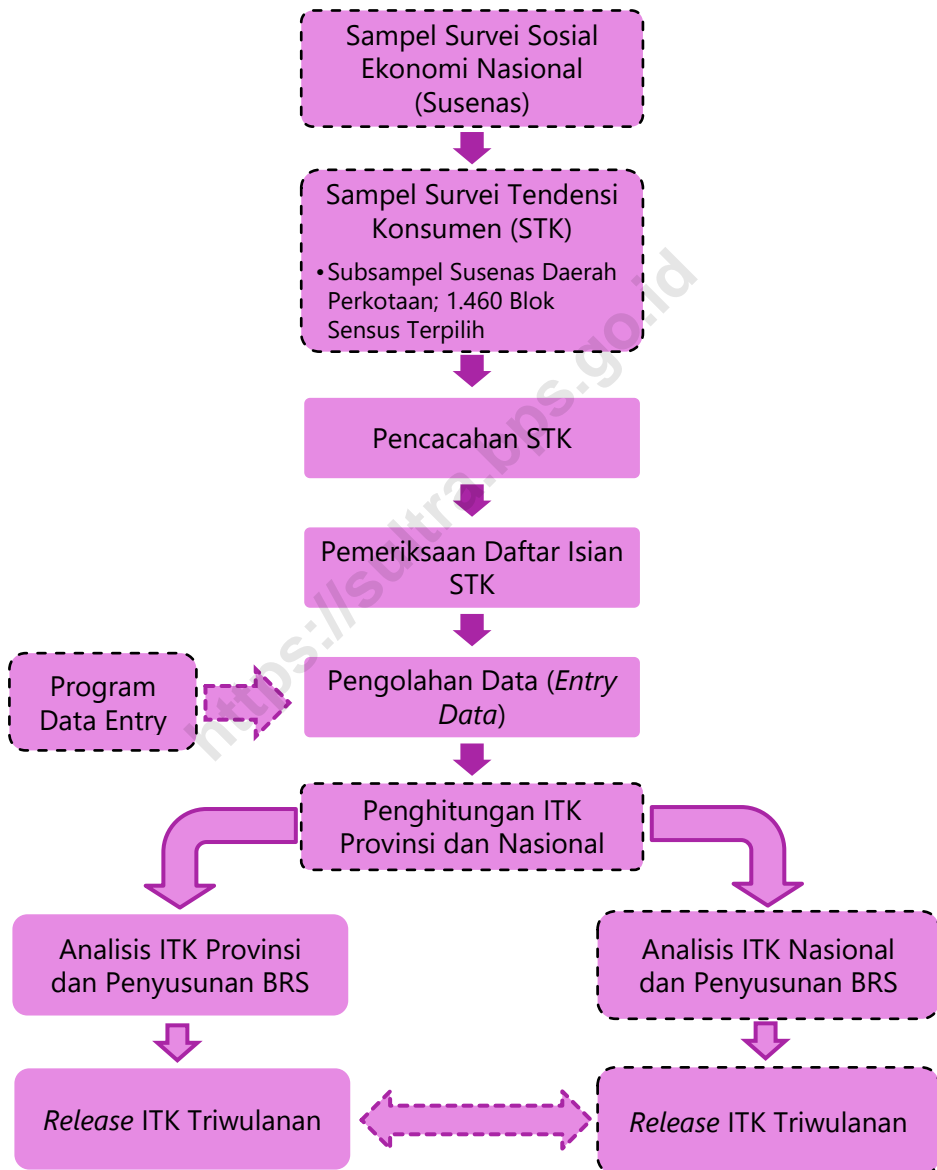 Sampel Survei Sosial
Ekonomi Nasional
(Susenas)
Sampel Survei Tendensi
Konsumen (STK)
• Subsampel Susenas Daerah
Perkotaan; 1.460 Blok
Sensus Terpilih
Pencacahan STK
Pemeriksaan Daftar Isian
STK
Program
Data Entry
Pengolahan Data (Entry
Data)
Penghitungan ITK
Provinsi dan Nasional
Analisis ITK Provinsi
dan Penyusunan BRS
Analisis ITK Nasional
dan Penyusunan BRS
Release ITK Triwulanan
Release ITK Triwulanan
https://sultra.bps.go.id